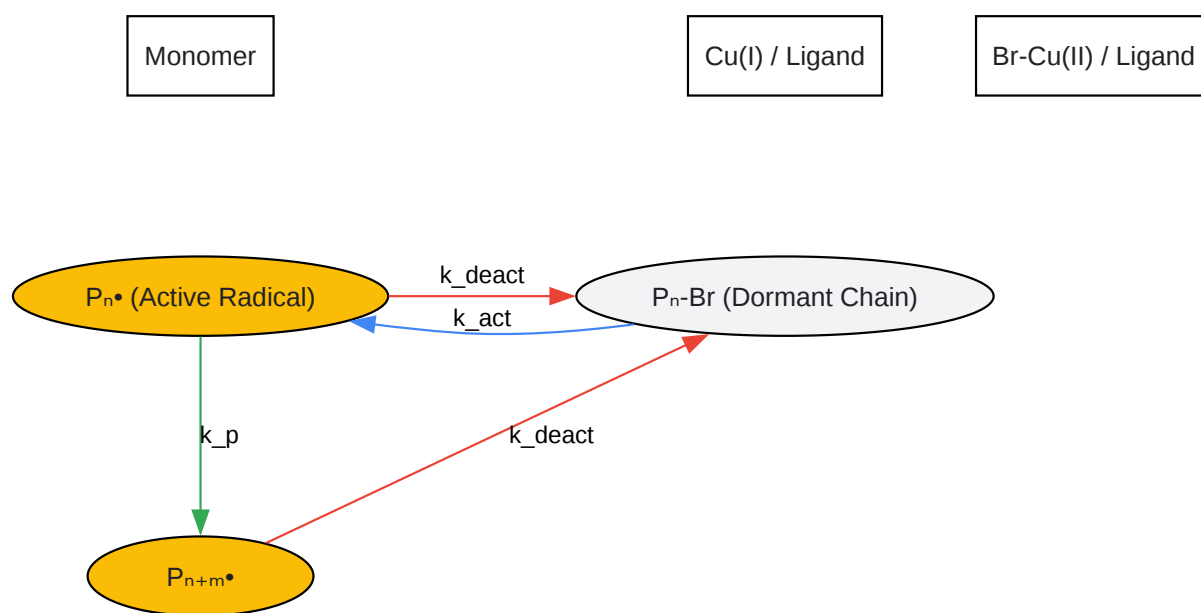 Monomer
Cu(I) / Ligand
Br-Cu(II) / Ligand
k_deact
Pₙ• (Active Radical)
Pₙ-Br (Dormant Chain)
k_act
k_p
k_deact
Pₙ₊ₘ•